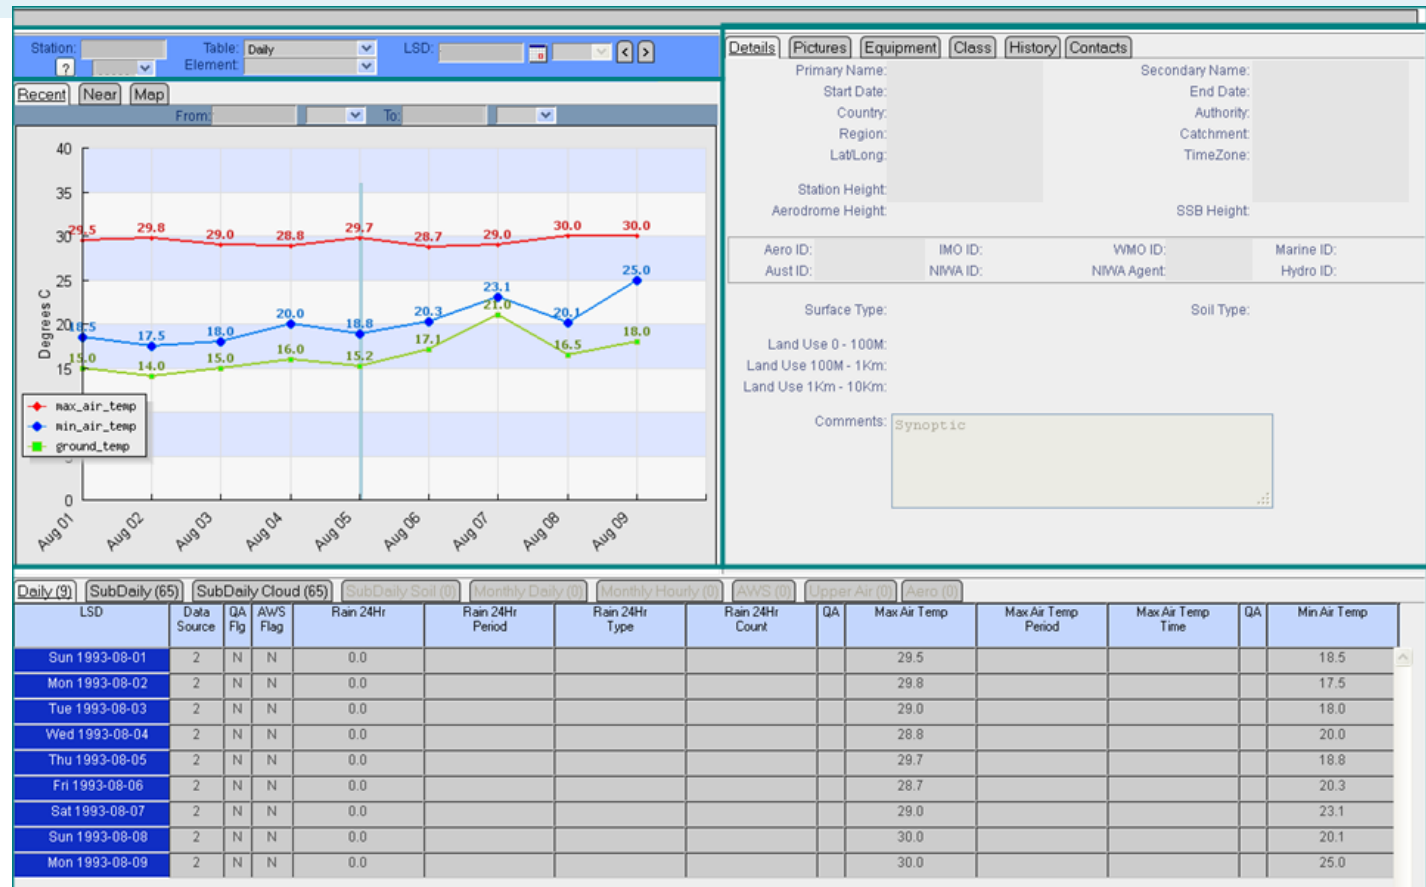 Station: Table: Daily LSD: < >
? Element:
Recent Near Map
From: To:
40
35
30
25
20
15
0
Degrees C
29.5 29.8 29.0 28.8 29.7 28.7 29.0 30.0 30.0
18.5 17.5 18.0 20.0 18.8 20.3 23.1 20.1 25.0
15.0 14.0 15.0 16.0 15.2 17.1 21.0 16.5 18.0
max_air_temp
min_air_temp
ground_temp
Aug 01 Aug 02 Aug 03 Aug 04 Aug 05 Aug 06 Aug 07 Aug 08 Aug 09
Details Pictures Equipment Class History Contacts
Primary Name: Secondary Name:
Start Date: End Date:
Country: Authority:
Region: Catchment:
Lat/Long: TimeZone:
Station Height:
Aerodrome Height: SSB Height:
Aero ID: IMO ID: WMO ID: Marine ID:
Aust ID: NIWA ID: NIWA Agent: Hydro ID:
Surface Type: Soil Type:
Land Use 0 - 100M:
Land Use 100M - 1Km:
Land Use 1Km - 10Km:
Comments: Synoptic
Daily (9) SubDaily (65) SubDaily Cloud (65) SubDaily Soil (0) Monthly Daily (0) Monthly Hourly (0) AWS (0) Upper Air (0) Aero (0)
LSD Data Source QA Flg AWS Flag Rain 24Hr Rain 24Hr Period Rain 24Hr Type Rain 24Hr Count QA Max Air Temp Max Air Temp Period Max Air Temp Time QA Min Air Temp
Sun 1993-08-01 2 N N 0.0 29.5 18.5
Mon 1993-08-02 2 N N 0.0 29.8 17.5
Tue 1993-08-03 2 N N 0.0 29.0 18.0
Wed 1993-08-04 2 N N 0.0 28.8 20.0
Thu 1993-08-05 2 N N 0.0 29.7 18.8
Fri 1993-08-06 2 N N 0.0 28.7 20.3
Sat 1993-08-07 2 N N 0.0 29.0 23.1
Sun 1993-08-08 2 N N 0.0 30.0 20.1
Mon 1993-08-09 2 N N 0.0 30.0 25.0